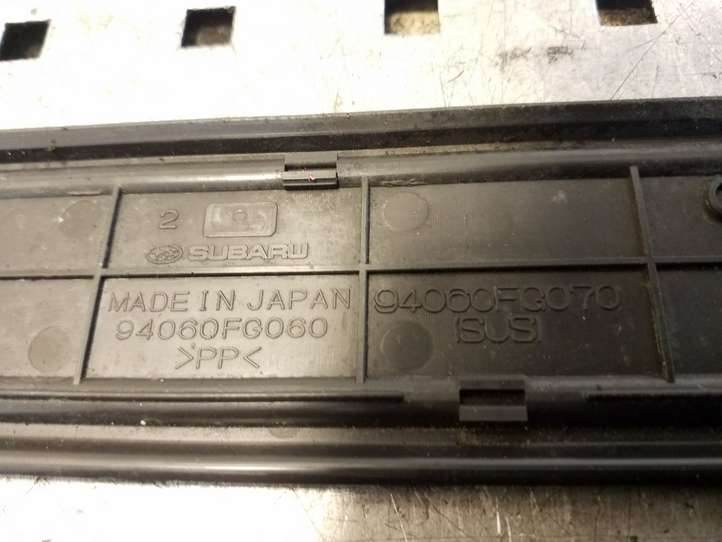 2
SUBARU
MADE IN JAPAN
94060FG060
>PP<
94060FG070
(SUS)